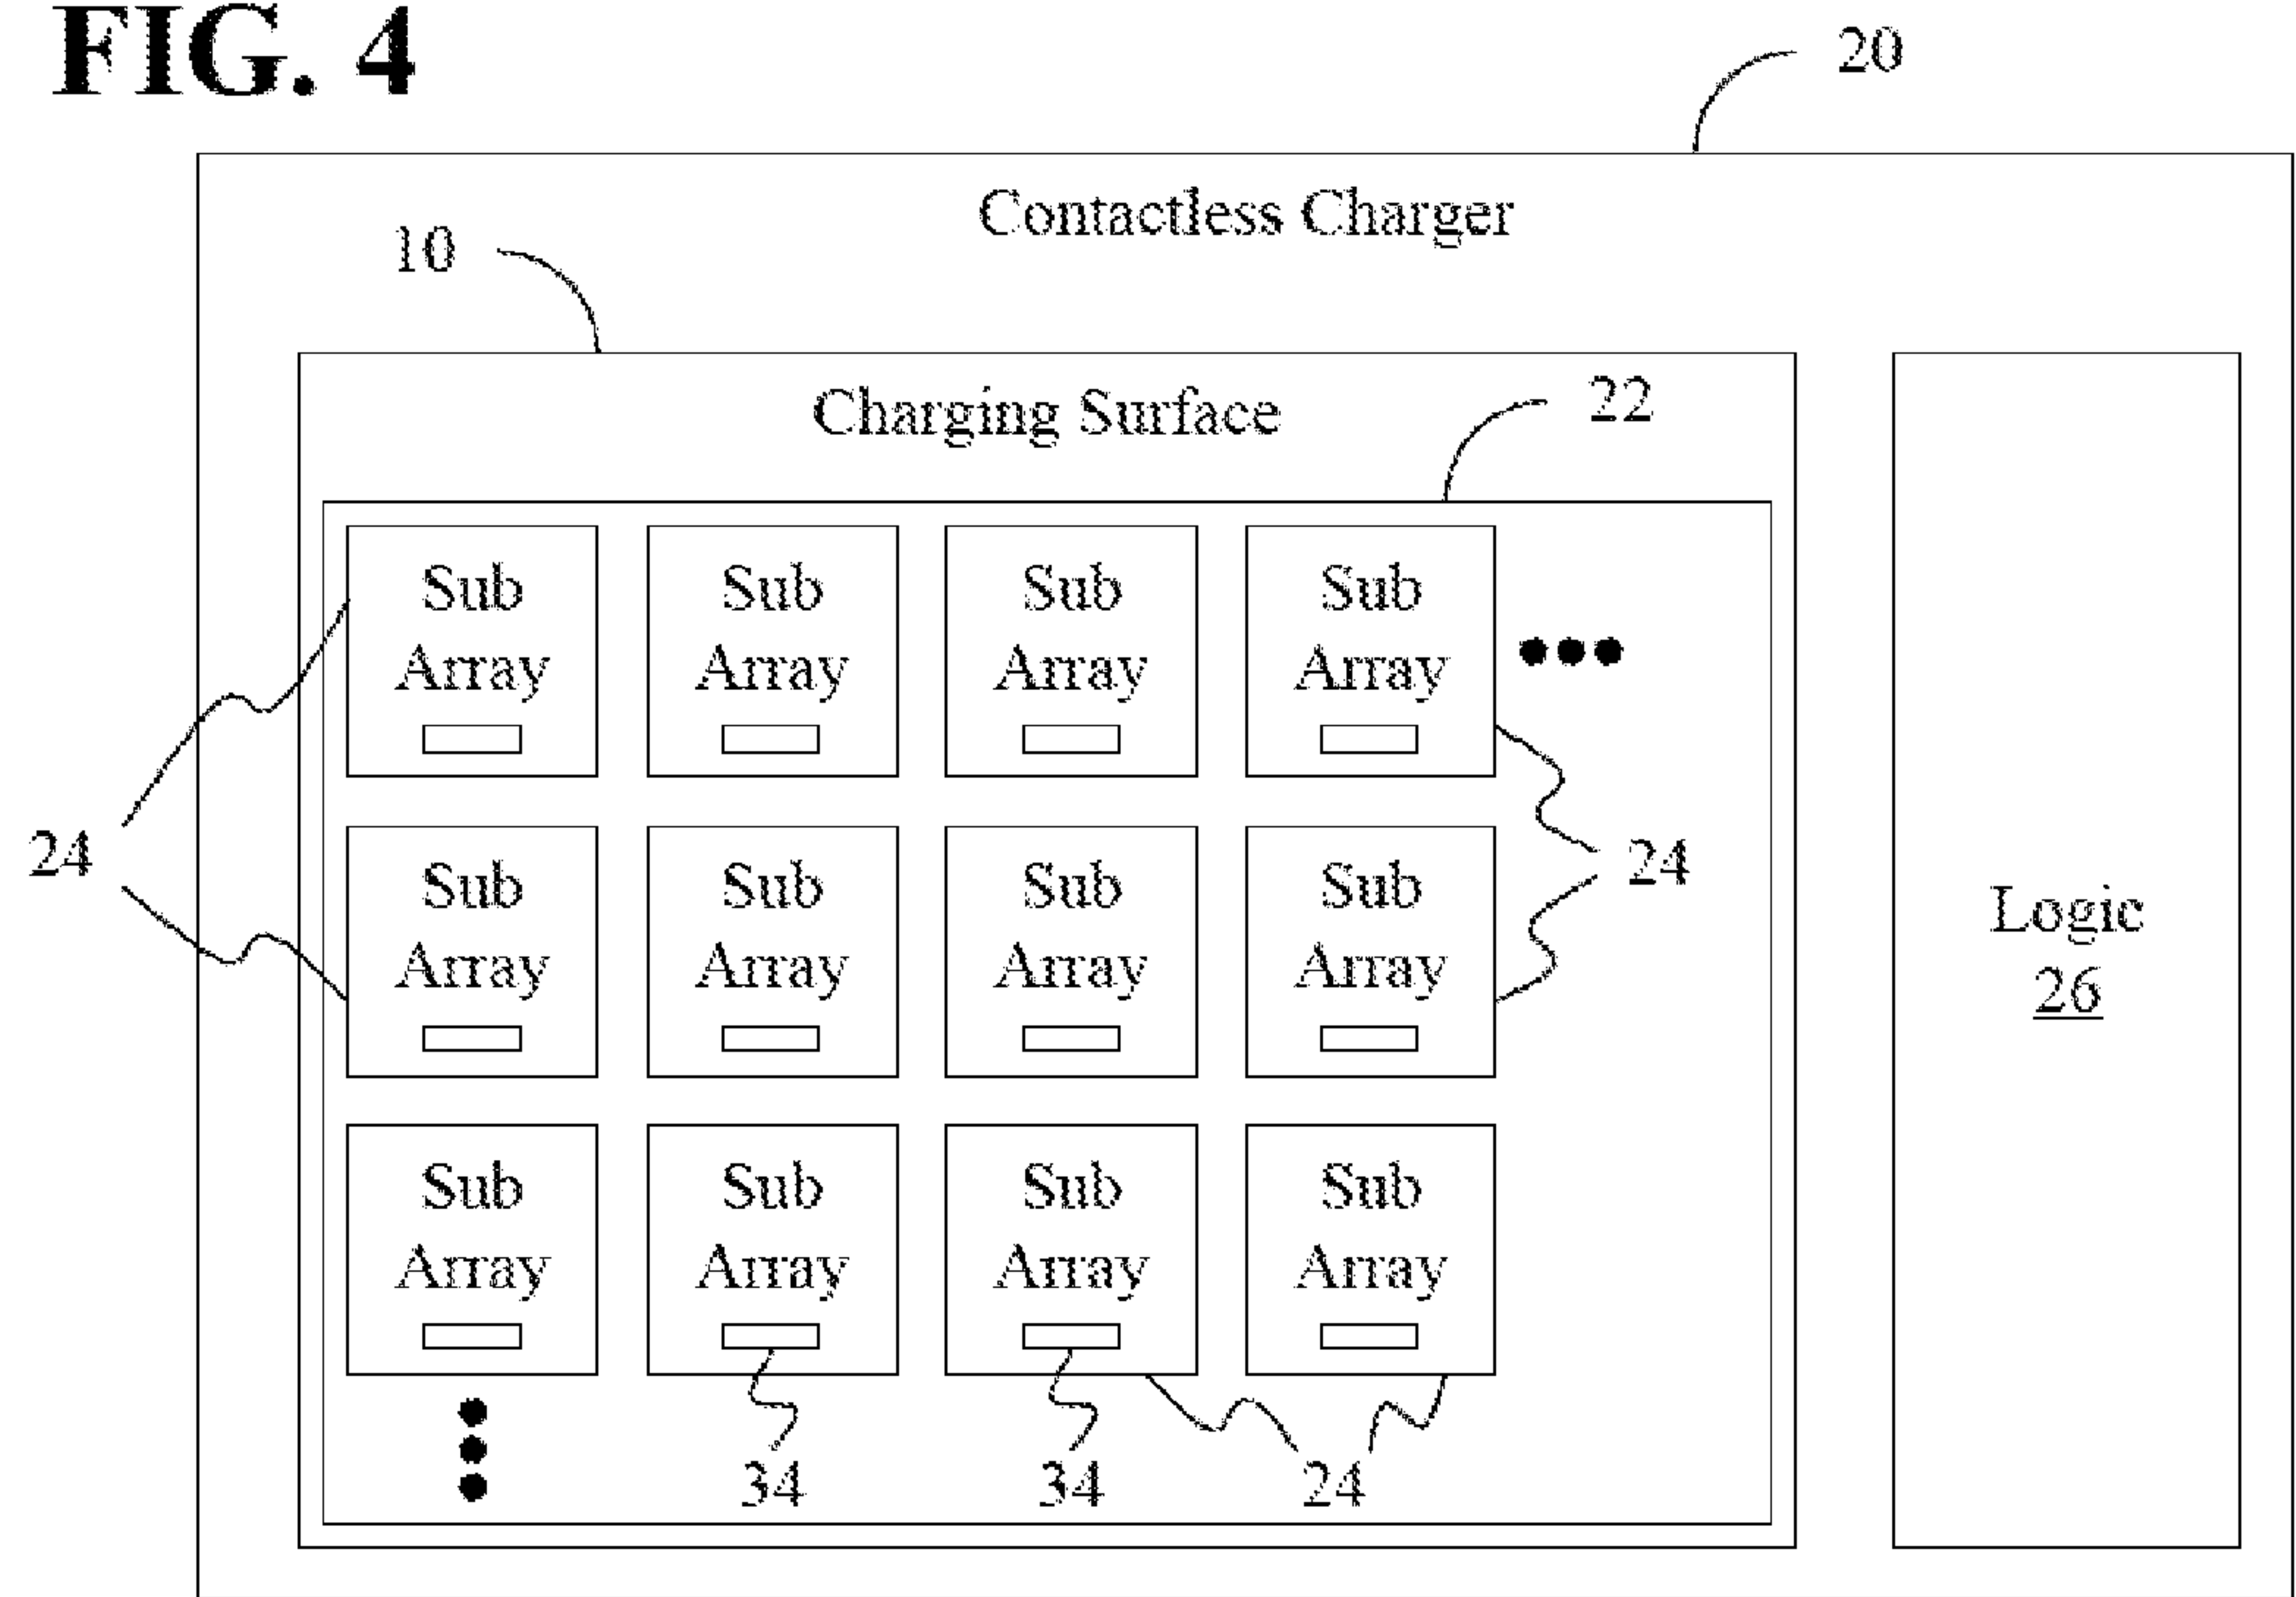 FIG. 4
20
Contactless Charger
10
Charging Surface
22
Sub Array
Sub Array
Sub Array
Sub Array
24
24
Sub Array
Sub Array
Sub Array
Sub Array
Logic
26
Sub Array
Sub Array
Sub Array
Sub Array
34
34
24